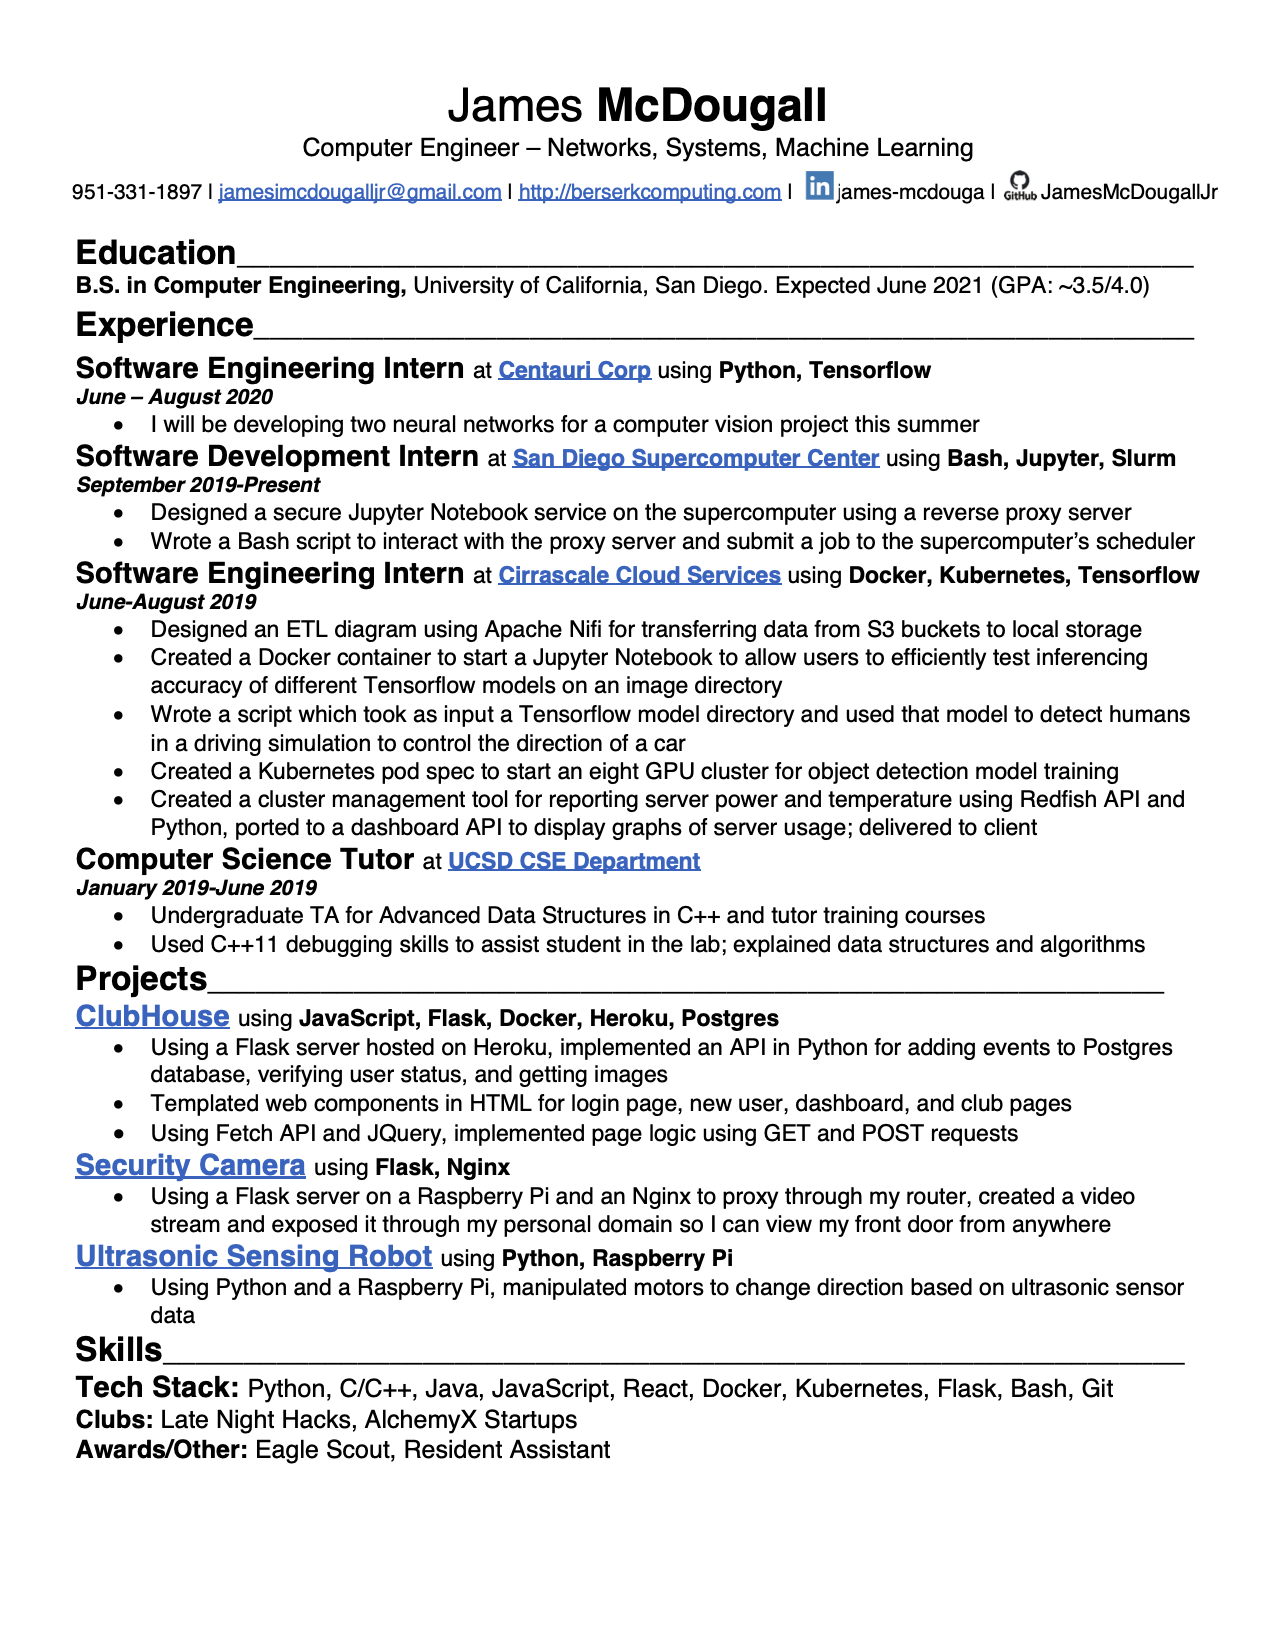 James McDougall
Computer Engineer – Networks, Systems, Machine Learning
951-331-1897 | jamesimcdougalljr@gmail.com | http://berserkcomputing.com | in james-mcdouga | GitHub JamesMcDougallJr
Education
B.S. in Computer Engineering, University of California, San Diego. Expected June 2021 (GPA: ~3.5/4.0)
Experience
Software Engineering Intern at Centauri Corp using Python, Tensorflow
June – August 2020
• I will be developing two neural networks for a computer vision project this summer
Software Development Intern at San Diego Supercomputer Center using Bash, Jupyter, Slurm
September 2019-Present
• Designed a secure Jupyter Notebook service on the supercomputer using a reverse proxy server
• Wrote a Bash script to interact with the proxy server and submit a job to the supercomputer’s scheduler
Software Engineering Intern at Cirrascale Cloud Services using Docker, Kubernetes, Tensorflow
June-August 2019
• Designed an ETL diagram using Apache Nifi for transferring data from S3 buckets to local storage
• Created a Docker container to start a Jupyter Notebook to allow users to efficiently test inferencing
accuracy of different Tensorflow models on an image directory
• Wrote a script which took as input a Tensorflow model directory and used that model to detect humans
in a driving simulation to control the direction of a car
• Created a Kubernetes pod spec to start an eight GPU cluster for object detection model training
• Created a cluster management tool for reporting server power and temperature using Redfish API and
Python, ported to a dashboard API to display graphs of server usage; delivered to client
Computer Science Tutor at UCSD CSE Department
January 2019-June 2019
• Undergraduate TA for Advanced Data Structures in C++ and tutor training courses
• Used C++11 debugging skills to assist student in the lab; explained data structures and algorithms
Projects
ClubHouse using JavaScript, Flask, Docker, Heroku, Postgres
• Using a Flask server hosted on Heroku, implemented an API in Python for adding events to Postgres
database, verifying user status, and getting images
• Templated web components in HTML for login page, new user, dashboard, and club pages
• Using Fetch API and JQuery, implemented page logic using GET and POST requests
Security Camera using Flask, Nginx
• Using a Flask server on a Raspberry Pi and an Nginx to proxy through my router, created a video
stream and exposed it through my personal domain so I can view my front door from anywhere
Ultrasonic Sensing Robot using Python, Raspberry Pi
• Using Python and a Raspberry Pi, manipulated motors to change direction based on ultrasonic sensor
data
Skills
Tech Stack: Python, C/C++, Java, JavaScript, React, Docker, Kubernetes, Flask, Bash, Git
Clubs: Late Night Hacks, AlchemyX Startups
Awards/Other: Eagle Scout, Resident Assistant